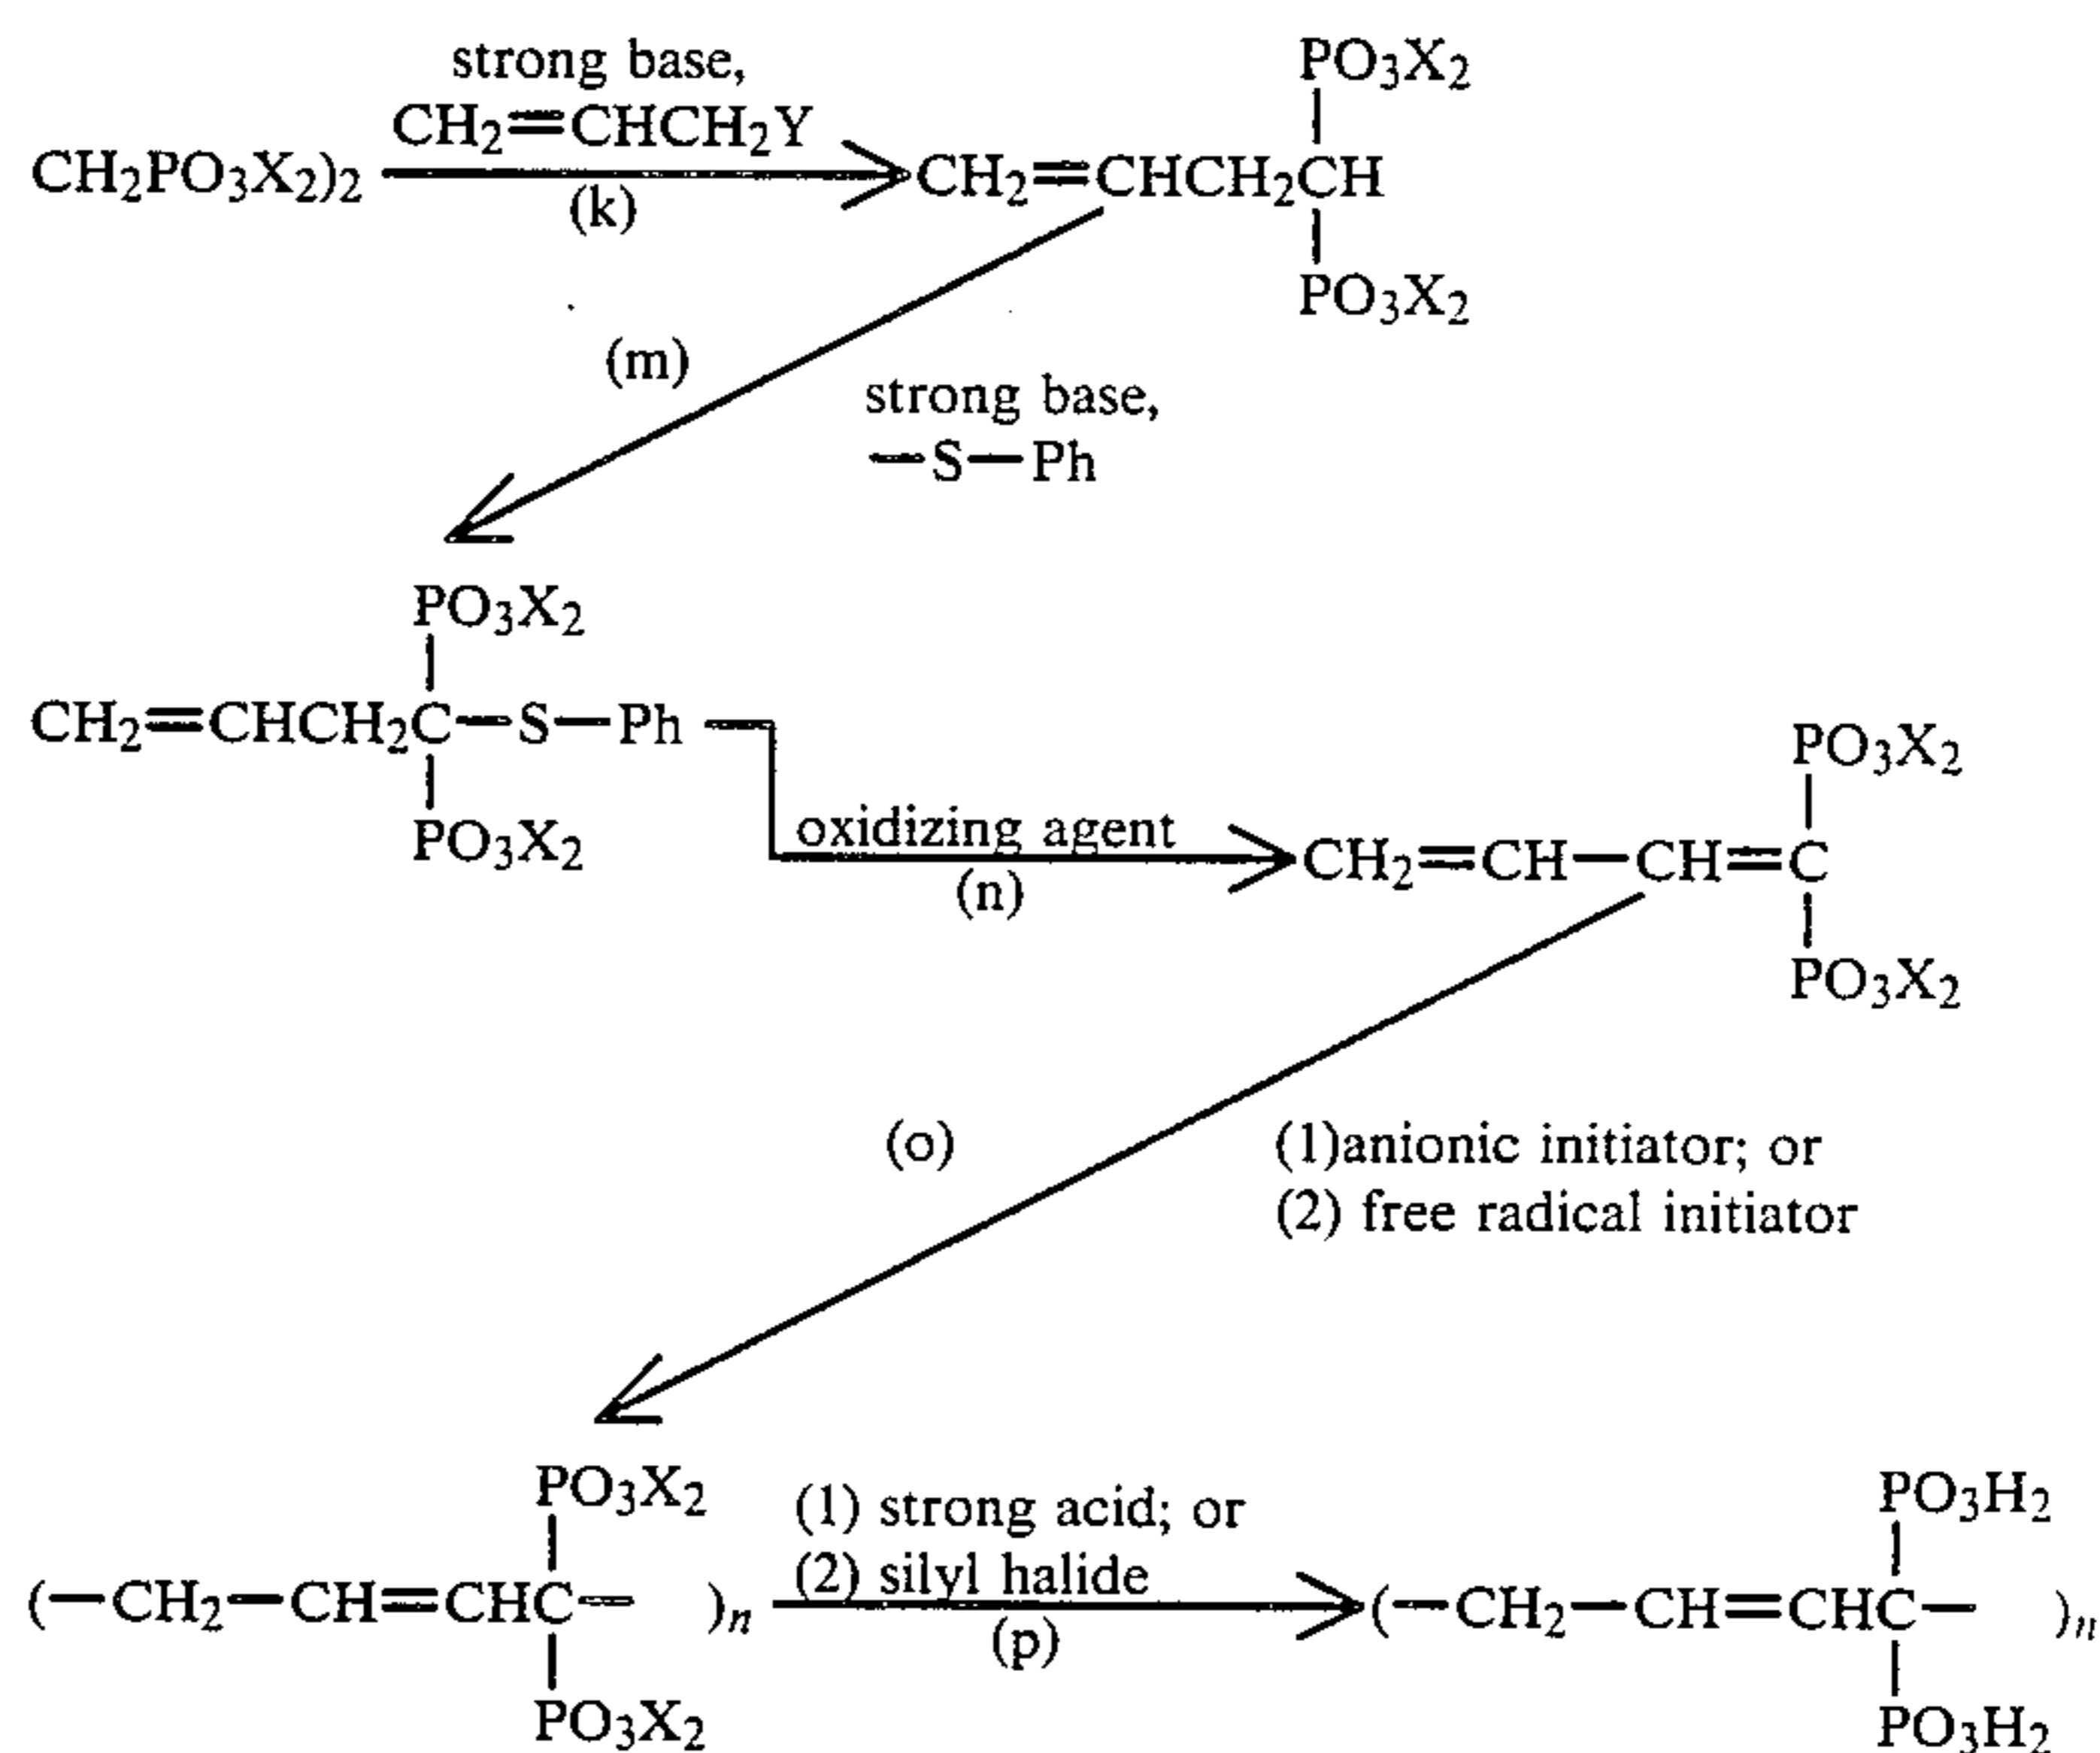 strong base,
CH2=CHCH2Y
CH2PO3X2)2
(k)
PO3X2
CH2=CHCH2CH
PO3X2
(m)
strong base,
—S—Ph
PO3X2
CH2=CHCH2C—S—Ph
PO3X2
oxidizing agent
(n)
PO3X2
CH2=CH—CH=C
PO3X2
(o)
(1)anionic initiator; or
(2) free radical initiator
PO3X2
(—CH2—CH=CHC— )n
PO3X2
(1) strong acid; or
(2) silyl halide
(p)
PO3H2
(—CH2—CH=CHC— )n
PO3H2